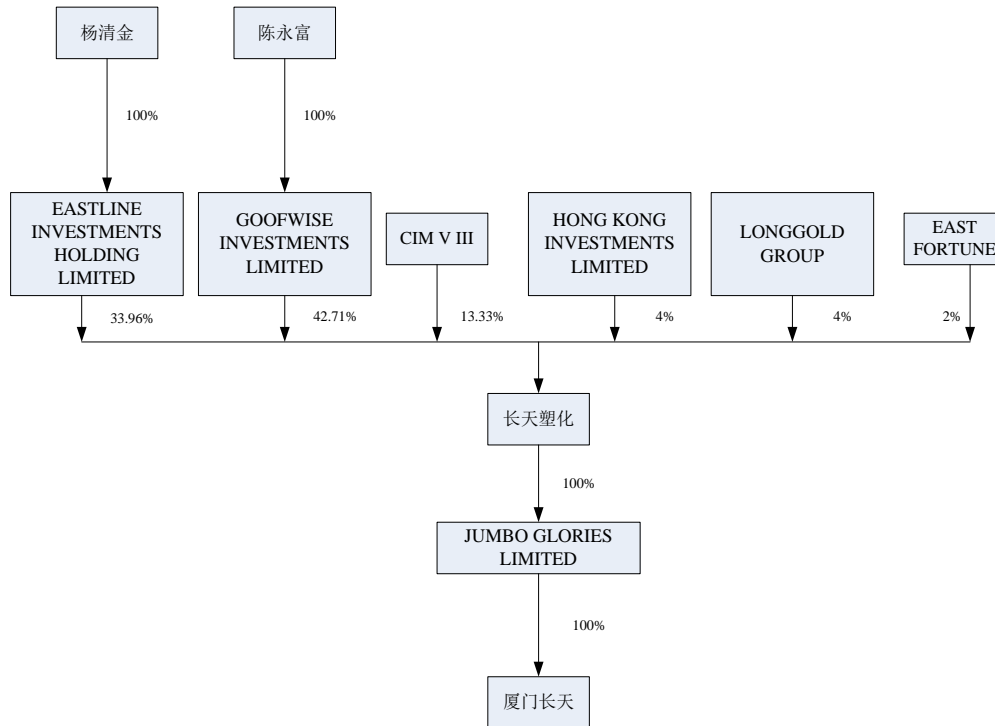 杨清金
陈永富
100%
100%
EASTLINE
INVESTMENTS
HOLDING
LIMITED
GOOFWISE
INVESTMENTS
LIMITED
CIM V III
HONG KONG
INVESTMENTS
LIMITED
LONGGOLD
GROUP
EAST
FORTUNE
33.96%
42.71%
13.33%
4%
4%
2%
长天塑化
100%
JUMBO GLORIES
LIMITED
100%
厦门长天